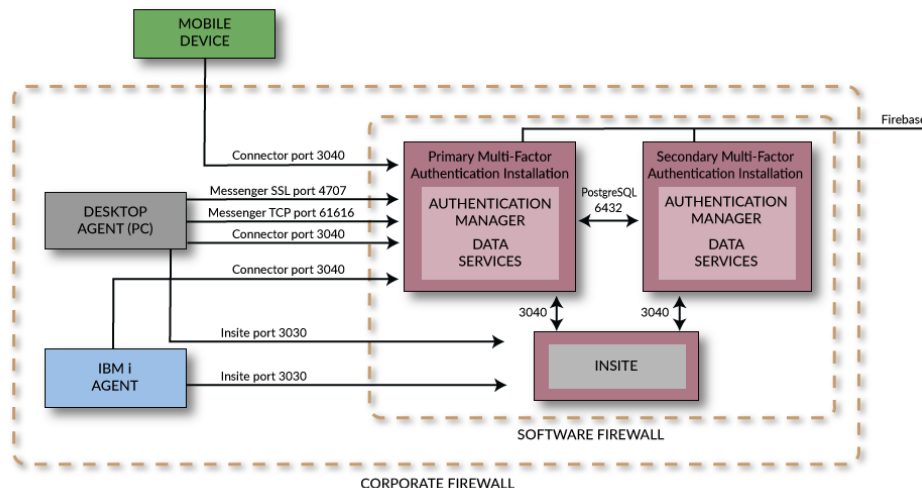 MOBILE
DEVICE
Firebase
Connector port 3040
Primary Multi-Factor
Authentication Installation
Secondary Multi-Factor
Authentication Installation
Messenger SSL port 4707
PostgreSQL
6432
DESKTOP
AGENT (PC)
Messenger TCP port 61616
AUTHENTICATION
MANAGER
DATA
SERVICES
AUTHENTICATION
MANAGER
DATA
SERVICES
Connector port 3040
Connector port 3040
3040
3040
Insite port 3030
IBM i
AGENT
INSITE
Insite port 3030
SOFTWARE FIREWALL
CORPORATE FIREWALL